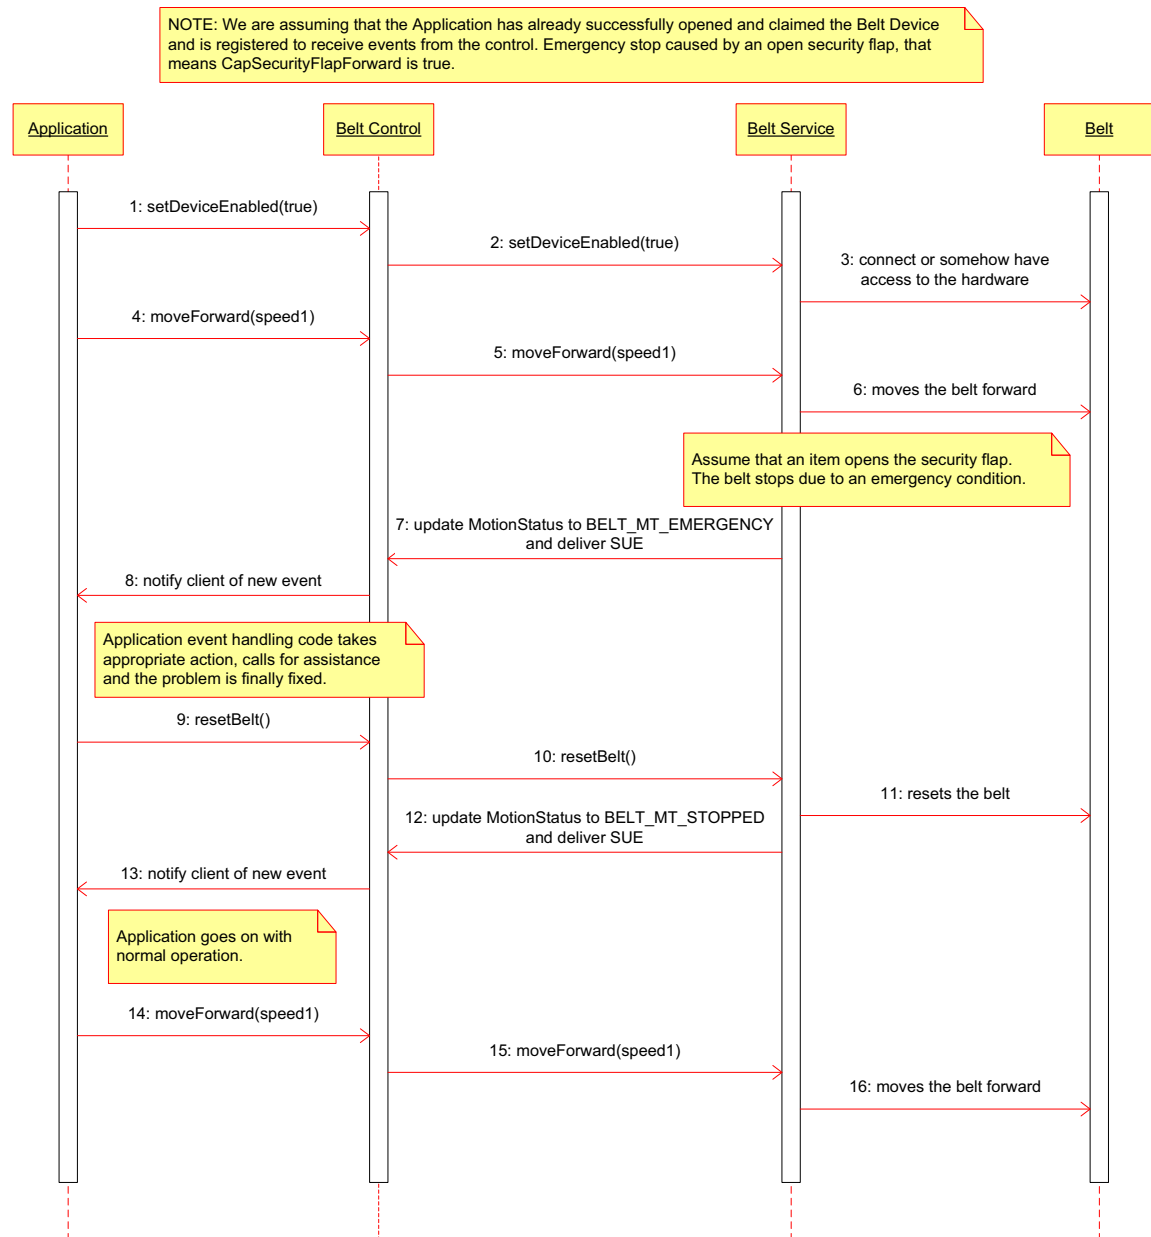 NOTE: We are assuming that the Application has already successfully opened and claimed the Belt Device
and is registered to receive events from the control. Emergency stop caused by an open security flap, that
means CapSecurityFlapForward is true.
Application
Belt Control
Belt Service
Belt
1: setDeviceEnabled(true)
2: setDeviceEnabled(true)
3: connect or somehow have
access to the hardware
4: moveForward(speed1)
5: moveForward(speed1)
6: moves the belt forward
Assume that an item opens the security flap.
The belt stops due to an emergency condition.
7: update MotionStatus to BELT_MT_EMERGENCY
and deliver SUE
8: notify client of new event
Application event handling code takes
appropriate action, calls for assistance
and the problem is finally fixed.
9: resetBelt()
10: resetBelt()
11: resets the belt
12: update MotionStatus to BELT_MT_STOPPED
and deliver SUE
13: notify client of new event
Application goes on with
normal operation.
14: moveForward(speed1)
15: moveForward(speed1)
16: moves the belt forward